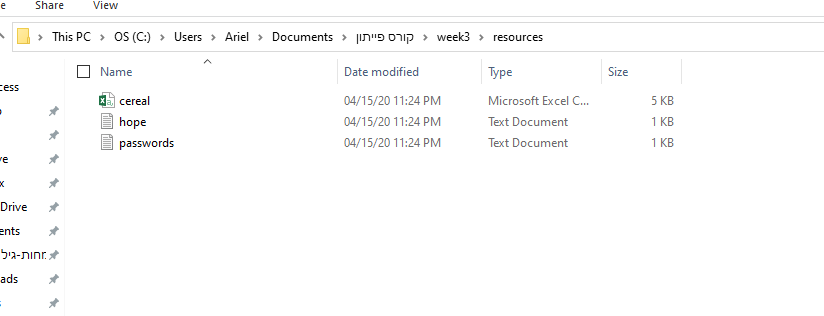 Share View
This PC > OS (C:) > Users > Ariel > Documents > קורס פייתון > week3 > resources
Name Date modified Type Size
cess
cereal 04/15/20 11:24 PM Microsoft Excel C... 5 KB
hope 04/15/20 11:24 PM Text Document 1 KB
passwords 04/15/20 11:24 PM Text Document 1 KB
ve
x
Drive
ents
מחות-גיל
ads